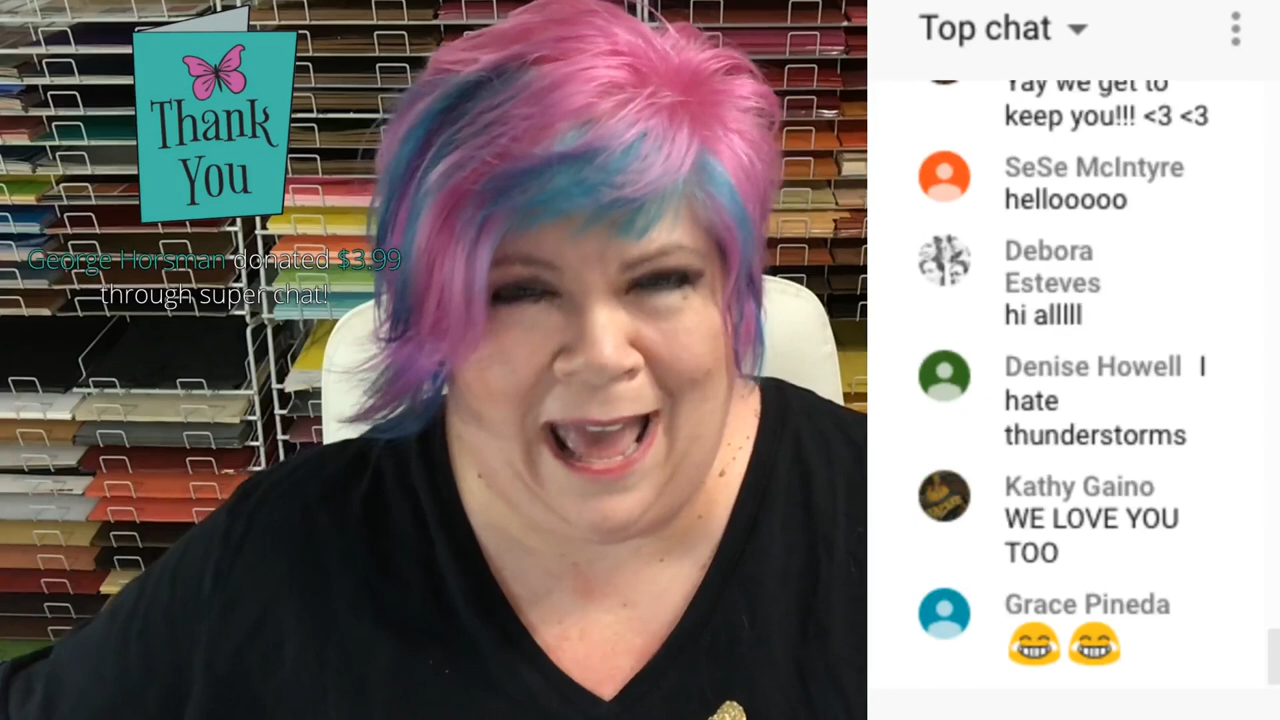 Thank
You
George Horsman donated $3.99
through super chat!
Top chat
Yay we get to
keep you!!! <3 <3
SeSe McIntyre
hellooooo
Debora
Esteves
hi alllll
Denise Howell I
hate
thunderstorms
Kathy Gaino
WE LOVE YOU
TOO
Grace Pineda
😂 😂